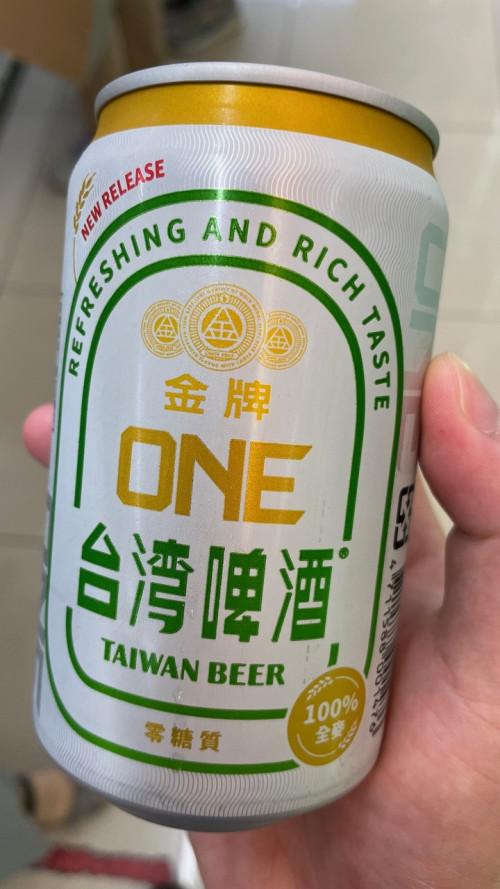 NEW RELEASE
REFRESHING AND RICH TASTE
金牌
ONE
台湾啤酒®
TAIWAN BEER
100%
全麥
零糖質